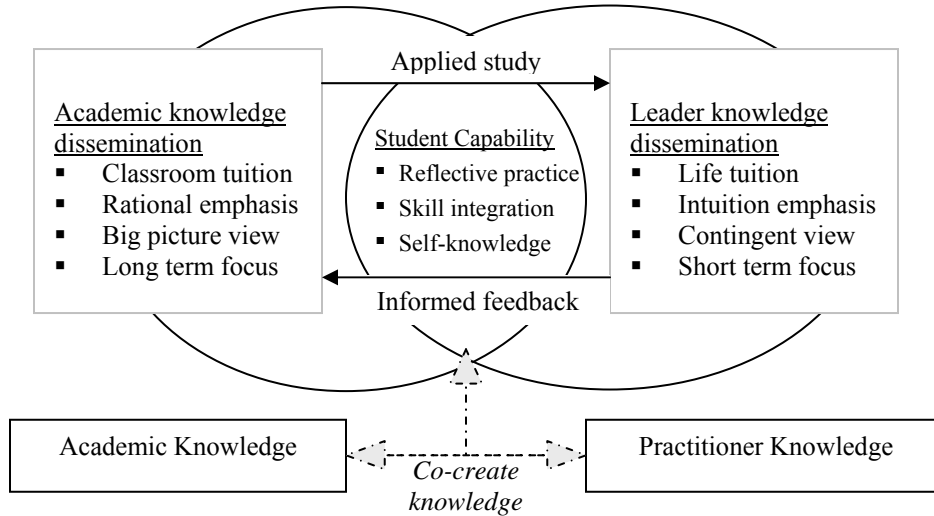 Applied study
Academic knowledge
dissemination
▪ Classroom tuition
▪ Rational emphasis
▪ Big picture view
▪ Long term focus
Student Capability
▪ Reflective practice
▪ Skill integration
▪ Self-knowledge
Leader knowledge
dissemination
▪ Life tuition
▪ Intuition emphasis
▪ Contingent view
▪ Short term focus
Informed feedback
Academic Knowledge
Co-create
knowledge
Practitioner Knowledge